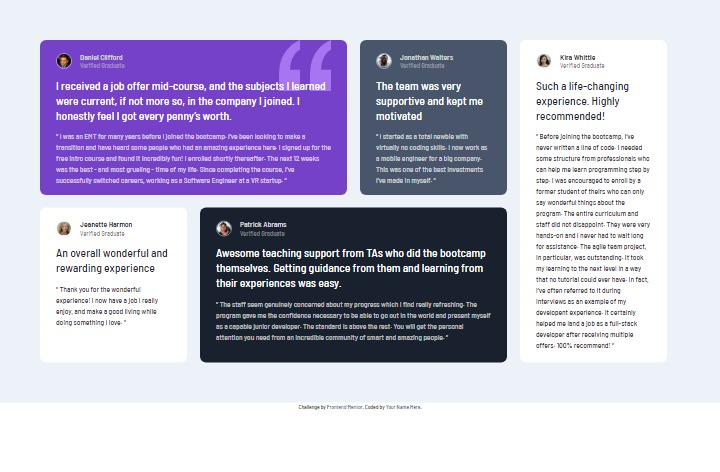 Daniel Clifford
Verified Graduate
I received a job offer mid-course, and the subjects I learned
were current, if not more so, in the company I joined. I
honestly feel I got every penny's worth.
“ I was an EMT for many years before I joined the bootcamp. I've been looking to make a
transition and have heard some people who had an amazing experience here. I signed up for the
free intro course and found it incredibly fun! I enrolled shortly thereafter. The next 12 weeks
was the best - and most grueling - time of my life. Since completing the course, I've
successfully switched careers, working as a Software Engineer at a VR startup. ”
Jonathan Walters
Verified Graduate
The team was very
supportive and kept me
motivated
“ I started as a total newbie with
virtually no coding skills. I now work as
a mobile engineer for a big company.
This was one of the best investments
I've made in myself. ”
Kira Whittle
Verified Graduate
Such a life-changing
experience. Highly
recommended!
“ Before joining the bootcamp, I've
never written a line of code. I needed
some structure from professionals who
can help me learn programming step by
step. I was encouraged to enroll by a
former student of theirs who can only
say wonderful things about the
program. The entire curriculum and
staff did not disappoint. They were very
hands-on and I never had to wait long
for assistance. The agile team project,
in particular, was outstanding. It took
my learning to the next level in a way
that no tutorial could ever have. In fact,
I've often referred to it during
interviews as an example of my
developent experience. It certainly
helped me land a job as a full-stack
developer after receiving multiple
offers. 100% recommend! ”
Jeanette Harmon
Verified Graduate
An overall wonderful and
rewarding experience
“ Thank you for the wonderful
experience! I now have a job I really
enjoy, and make a good living while
doing something I love. ”
Patrick Abrams
Verified Graduate
Awesome teaching support from TAs who did the bootcamp
themselves. Getting guidance from them and learning from
their experiences was easy.
“ The staff seem genuinely concerned about my progress which I find really refreshing. The
program gave me the confidence necessary to be able to go out in the world and present myself
as a capable junior developer. The standard is above the rest. You will get the personal
attention you need from an incredible community of smart and amazing people. ”
Challenge by Frontend Mentor. Coded by Your Name Here.